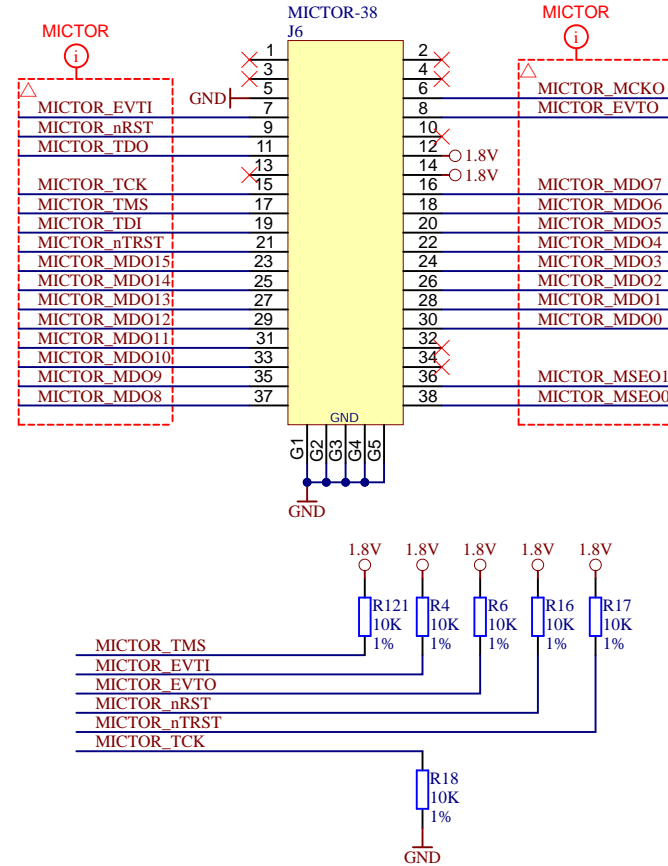 MICTOR-38
J6
MICTOR
i
MICTOR
i
1
2
3
4
GND
5
6
MICTOR_MCKO
MICTOR_EVTI
7
8
MICTOR_EVTO
MICTOR_nRST
9
10
MICTOR_TDO
11
12
1.8V
13
14
1.8V
MICTOR_TCK
15
16
MICTOR_MDO7
MICTOR_TMS
17
18
MICTOR_MDO6
MICTOR_TDI
19
20
MICTOR_MDO5
MICTOR_nTRST
21
22
MICTOR_MDO4
MICTOR_MDO15
23
24
MICTOR_MDO3
MICTOR_MDO14
25
26
MICTOR_MDO2
MICTOR_MDO13
27
28
MICTOR_MDO1
MICTOR_MDO12
29
30
MICTOR_MDO0
MICTOR_MDO11
31
32
MICTOR_MDO10
33
34
MICTOR_MDO9
35
36
MICTOR_MSEO1
MICTOR_MDO8
37
38
MICTOR_MSEO0
GND
G1
G2
G3
G4
G5
GND
1.8V
1.8V
1.8V
1.8V
1.8V
R121
10K
1%
R4
10K
1%
R6
10K
1%
R16
10K
1%
R17
10K
1%
MICTOR_TMS
MICTOR_EVTI
MICTOR_EVTO
MICTOR_nRST
MICTOR_nTRST
MICTOR_TCK
R18
10K
1%
GND